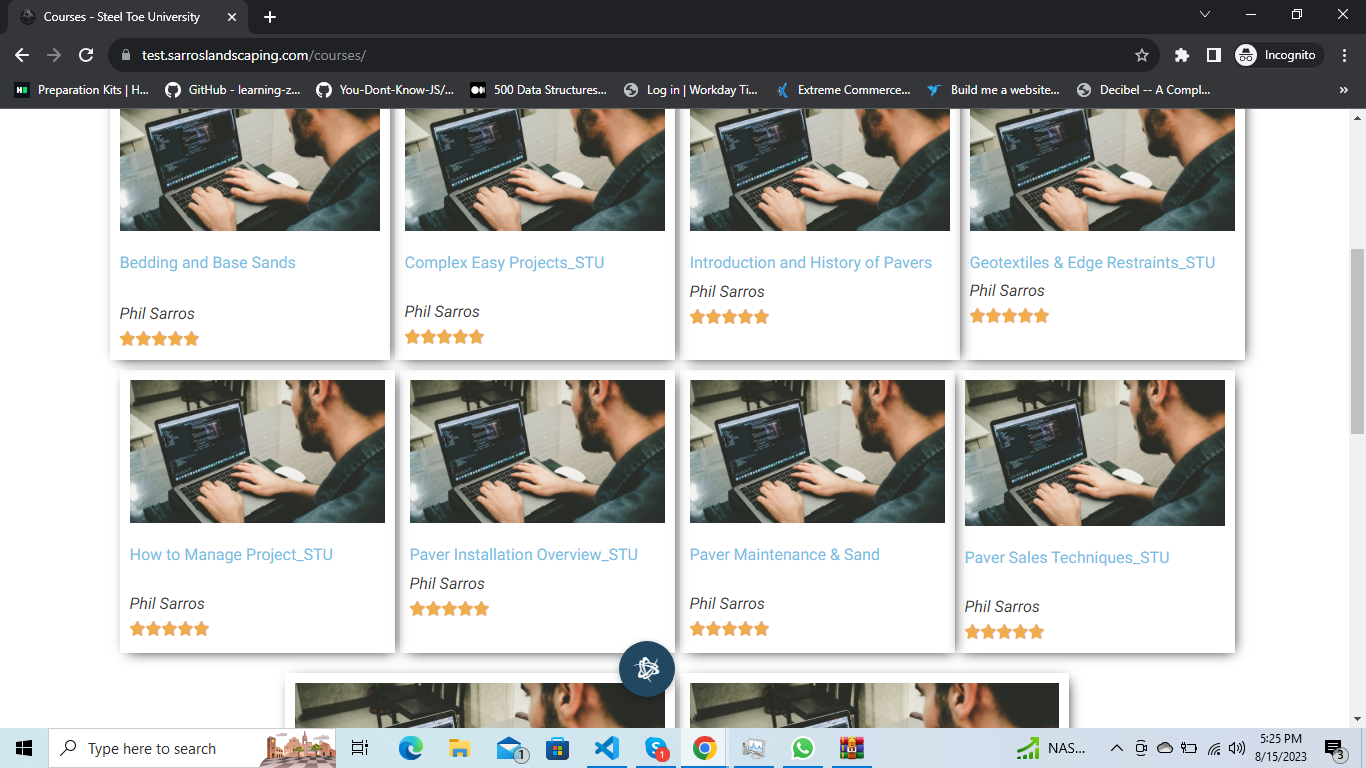 Courses - Steel Toe University
test.sarroslandscaping.com/courses/
Incognito
Preparation Kits | H...
GitHub - learning-z...
You-Dont-Know-JS/...
500 Data Structures...
Log in | Workday Ti...
Extreme Commerce...
Build me a website...
Decibel -- A Compl...
»
Bedding and Base Sands
Phil Sarros
Complex Easy Projects_STU
Phil Sarros
Introduction and History of Pavers
Phil Sarros
Geotextiles & Edge Restraints_STU
Phil Sarros
How to Manage Project_STU
Phil Sarros
Paver Installation Overview_STU
Phil Sarros
Paver Maintenance & Sand
Phil Sarros
Paver Sales Techniques_STU
Phil Sarros
Type here to search
1
1
NAS...
5:25 PM
8/15/2023
3